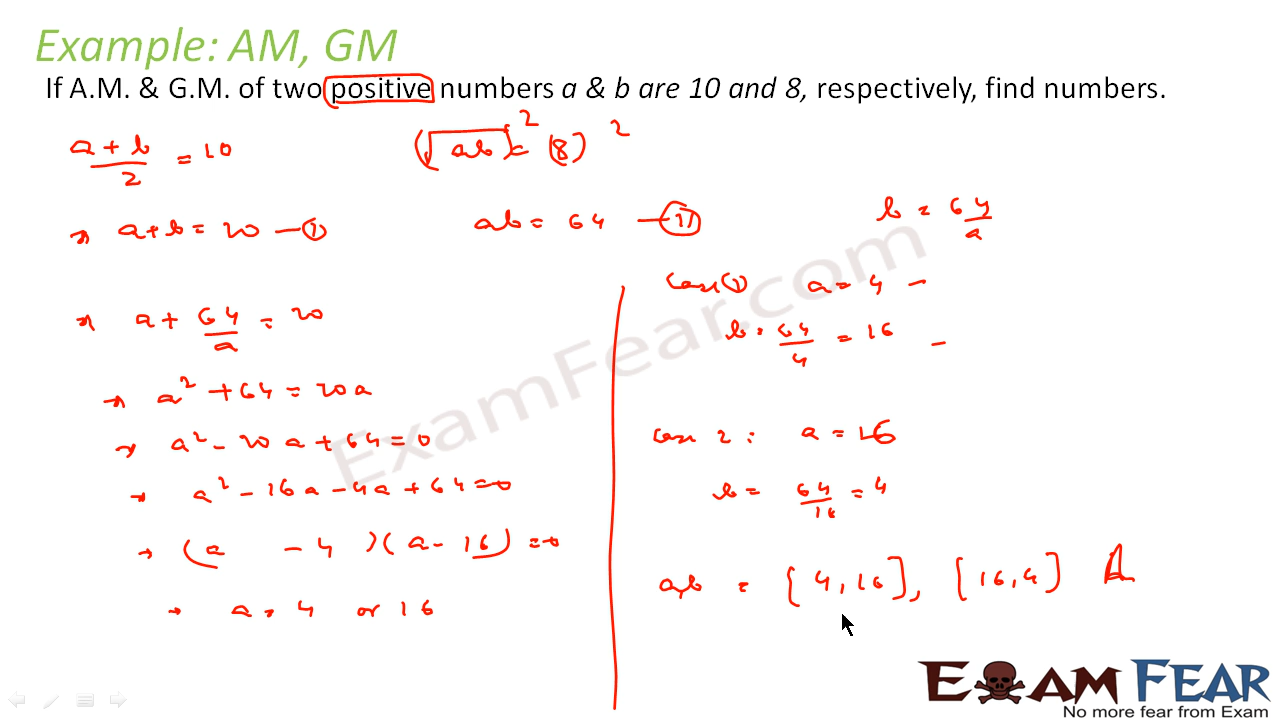 Example: AM, GM
If A.M. & G.M. of two positive numbers a & b are 10 and 8, respectively, find numbers.
a + b / 2 = 10
⇒ a + b = 20 — (I)
⇒ a + 64/a = 20
⇒ a² + 64 = 20a
⇒ a² - 20a + 64 = 0
⇒ a² - 16a - 4a + 64 = 0
⇒ (a - 4)(a - 16) = 0
⇒ a = 4 or 16
(√ab)² = (8)²
ab = 64 — (II)
b = 64/a
Case (1) a = 4 -
b = 64/4 = 16 -
Case 2: a = 16
b = 64/16 = 4
a,b = [4,16], [16,4]
ExamFear.com
EXAM FEAR
No more fear from Exam